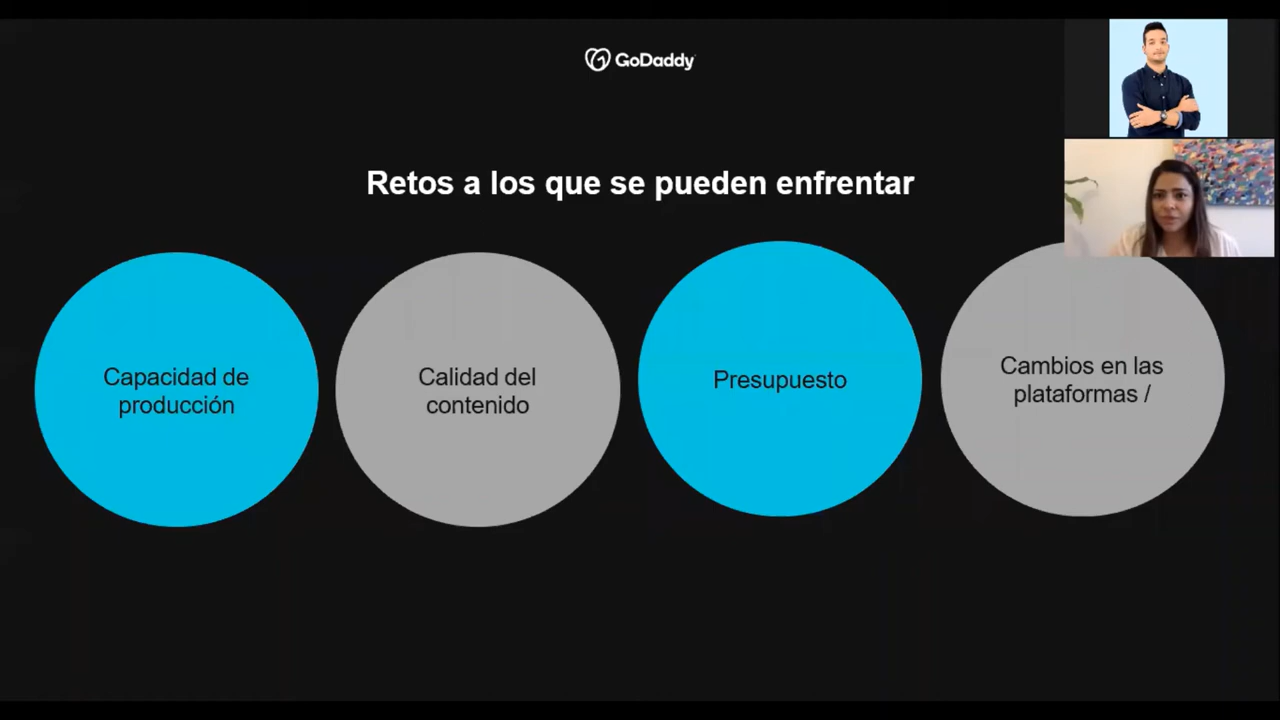 GoDaddy
Retos a los que se pueden enfrentar
Capacidad de
producción
Calidad del
contenido
Presupuesto
Cambios en las
plataformas /